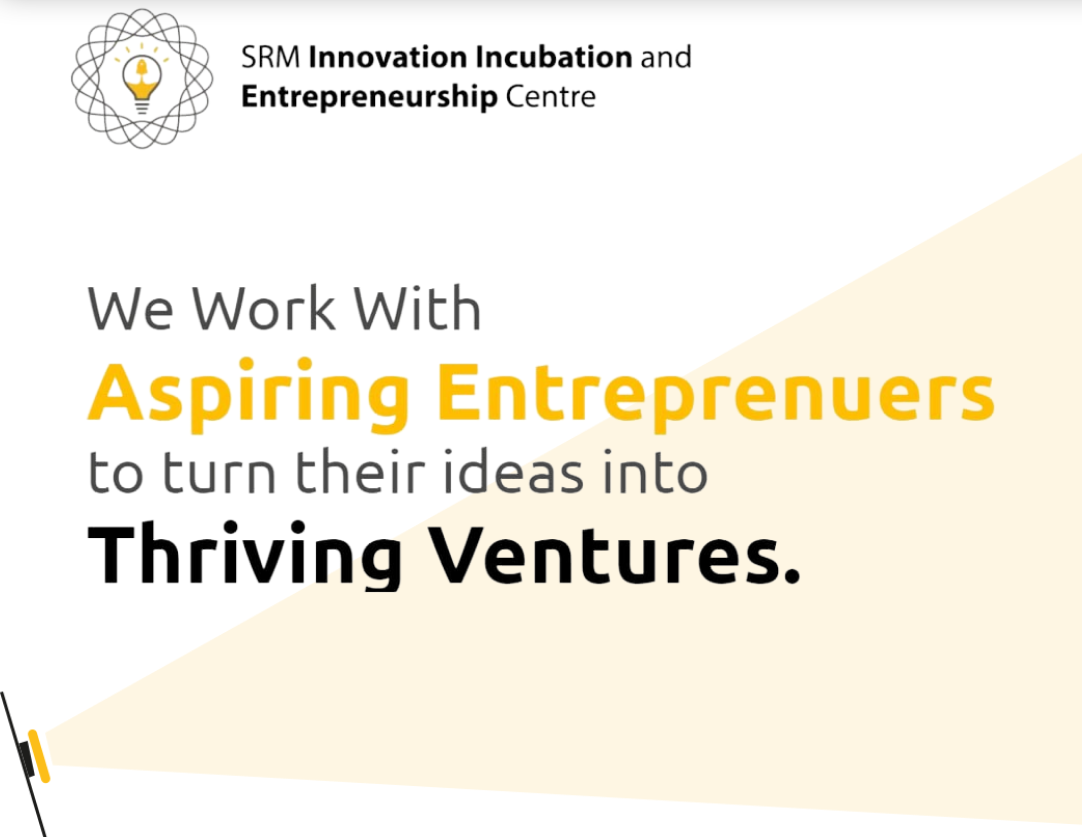 SRM Innovation Incubation and
Entrepreneurship Centre
We Work With
Aspiring Entreprenuers
to turn their ideas into
Thriving Ventures.